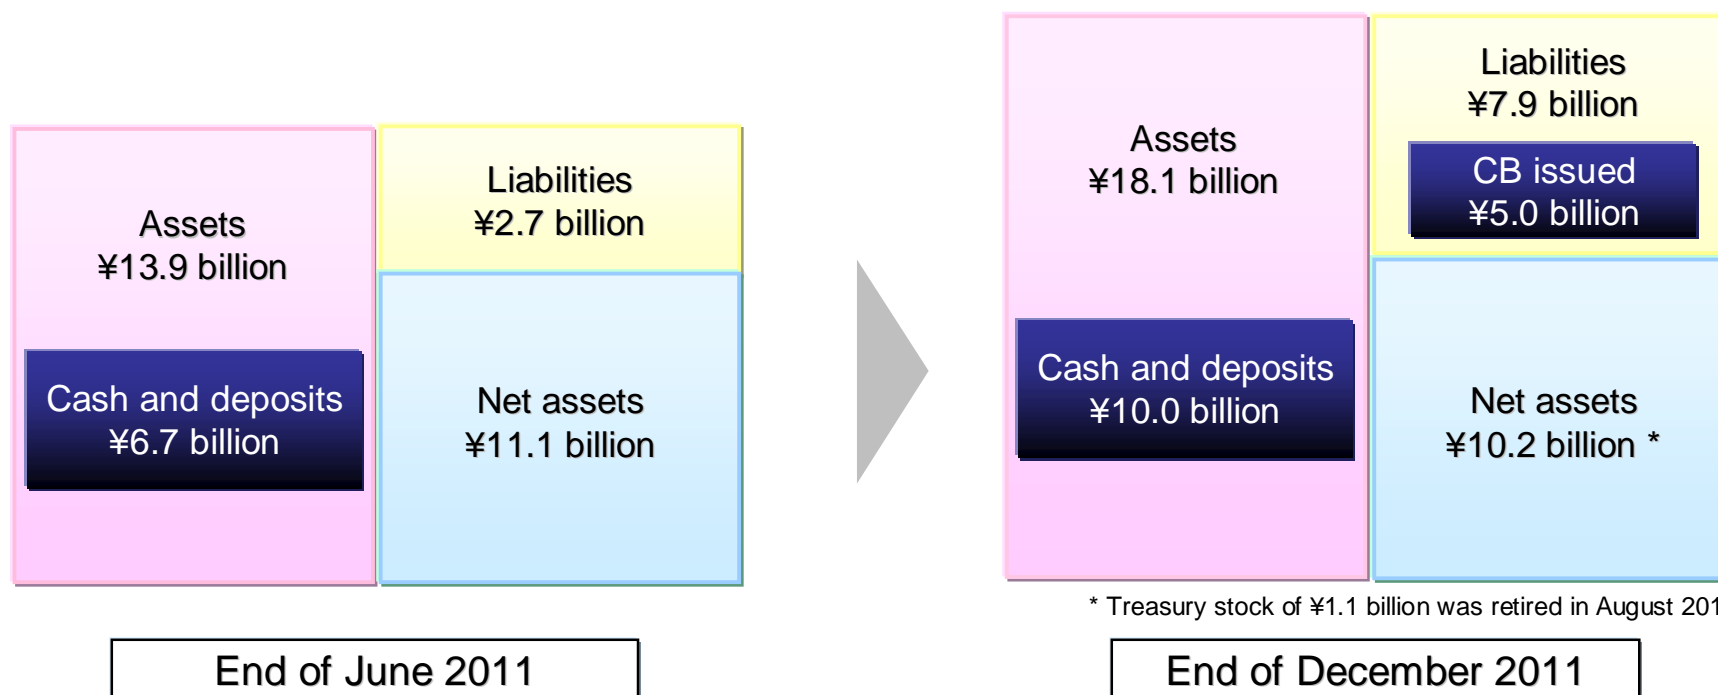 Assets
¥13.9 billion
Cash and deposits
¥6.7 billion
Liabilities
¥2.7 billion
Net assets
¥11.1 billion
End of June 2011
Assets
¥18.1 billion
Cash and deposits
¥10.0 billion
Liabilities
¥7.9 billion
CB issued
¥5.0 billion
Net assets
¥10.2 billion *
* Treasury stock of ¥1.1 billion was retired in August
End of December 2011